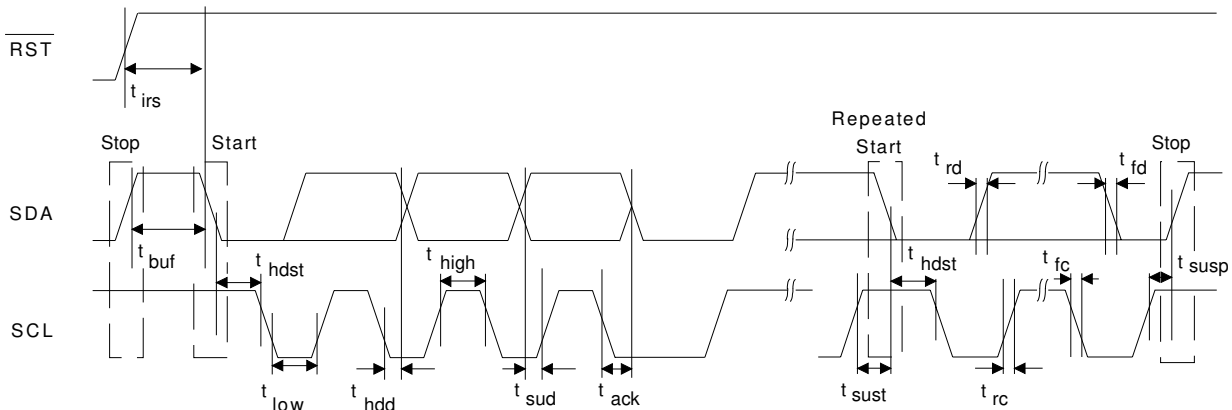 RST
t irs
Repeated
Stop Start Start Stop
t rd t fd
SDA
t buf t hdst t high t hdst t fc t susp
SCL
t low t hdd t sud t ack t sust t rc